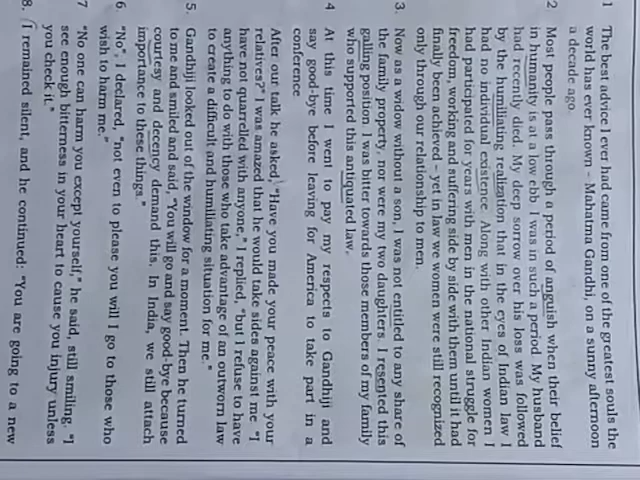 1 The best advice I ever had came from one of the greatest souls the
world has ever known – Mahatma Gandhi, on a sunny afternoon
a decade ago.
2 Most people pass through a period of anguish when their belief
in humanity is at a low ebb. I was in such a period. My husband
had recently died. My deep sorrow over his loss was followed
by the humiliating realization that in the eyes of Indian law I
had no individual existence. Along with other Indian women I
had participated for years with men in the national struggle for
freedom, working and suffering side by side with them until it had
finally been achieved – yet in law we women were still recognized
only through our relationship to men.
3. Now as a widow without a son, I was not entitled to any share of
the family property, nor were my two daughters. I resented this
galling position. I was bitter towards those members of my family
who supported this antiquated law.
4 At this time I went to pay my respects to Gandhiji and
say good-bye before leaving for America to take part in a
conference
After our talk he asked, "Have you made your peace with your
relatives?" I was amazed that he would take sides against me "I
have not quarrelled with anyone," I replied, "but I refuse to have
anything to do with those who take advantage of an outworn law
to create a difficult and humiliating situation for me."
5. Gandhiji looked out of the window for a moment. Then he turned
to me and smiled and said, "You will go and say good-bye because
courtesy and decency demand this. In India, we still attach
importance to these things."
6 "No", I declared, "not even to please you will I go to those who
wish to harm me."
7 "No one can harm you except yourself," he said, still smiling. "I
see enough bitterness in your heart to cause you injury unless
you check it."
8. I remained silent, and he continued: "You are going to a new